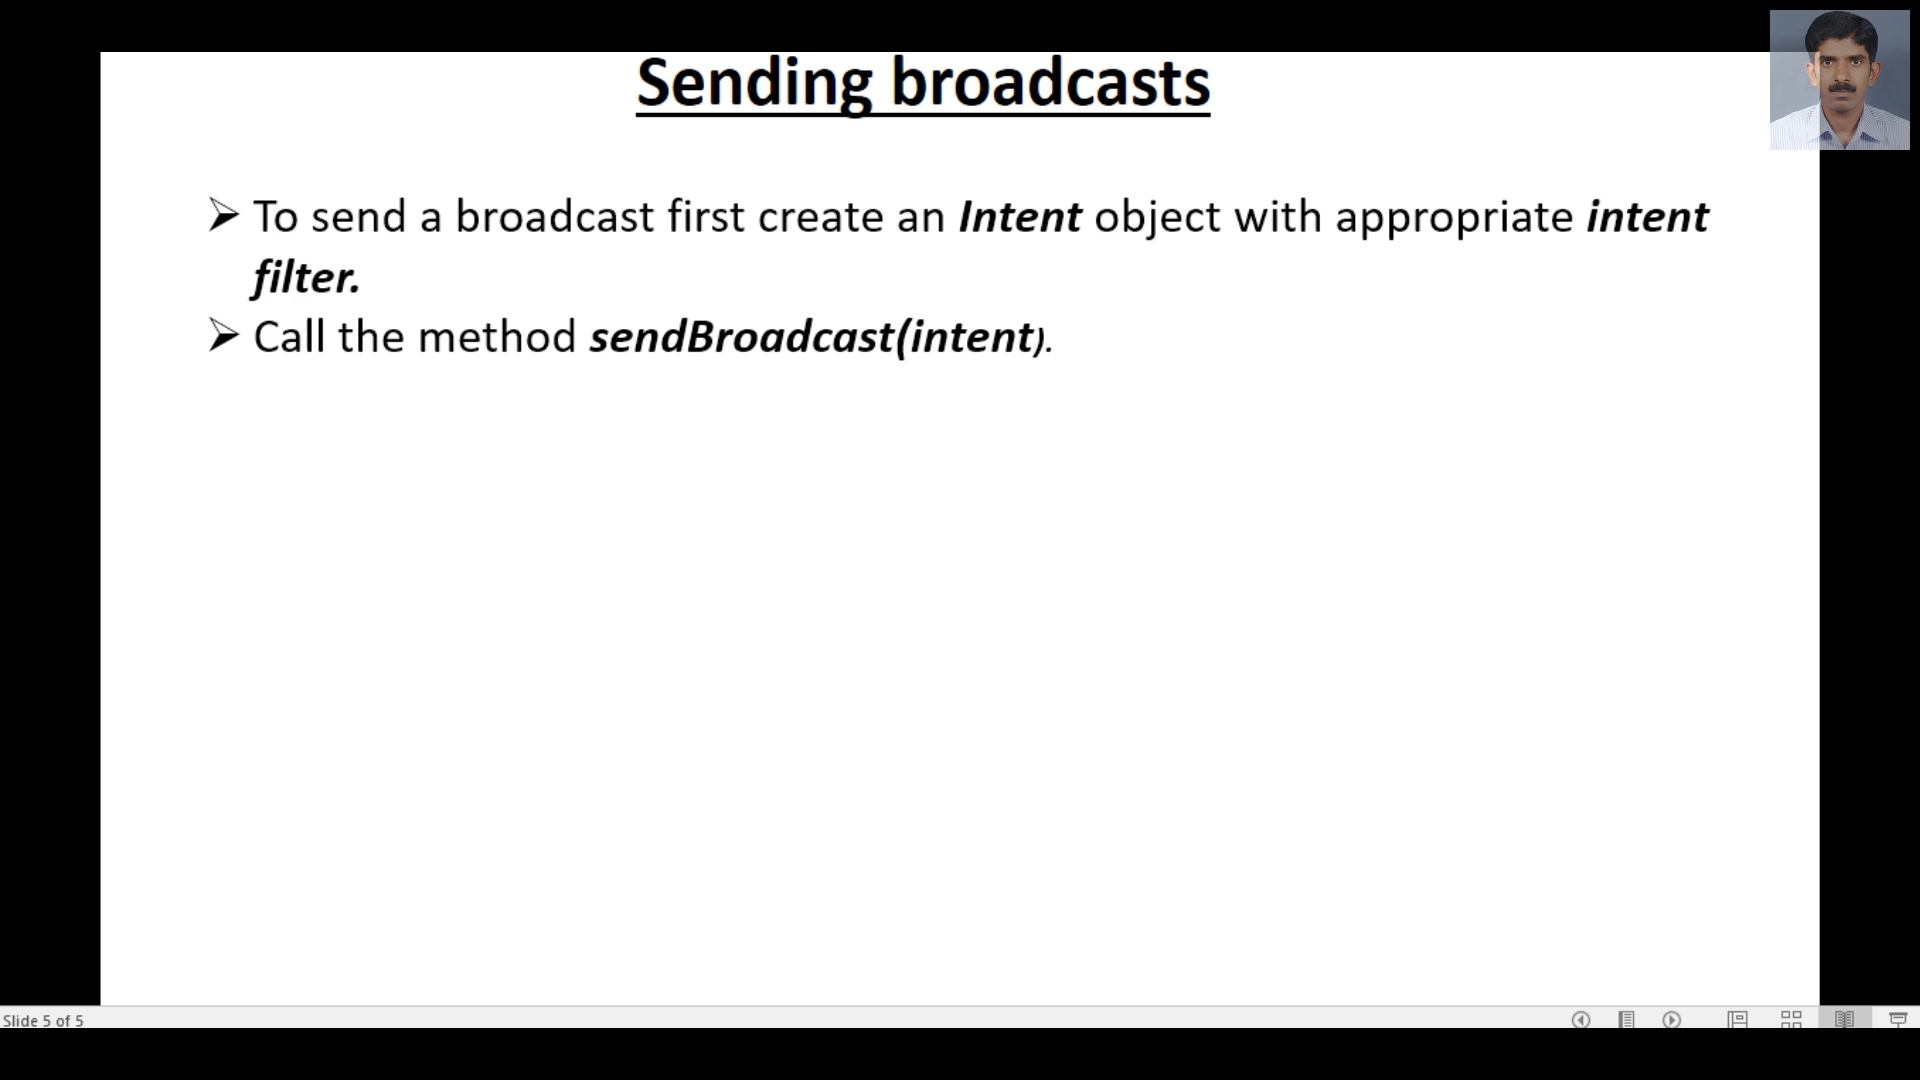 Sending broadcasts
➢ To send a broadcast first create an Intent object with appropriate intent
filter.
➢ Call the method sendBroadcast(intent).
Slide 5 of 5